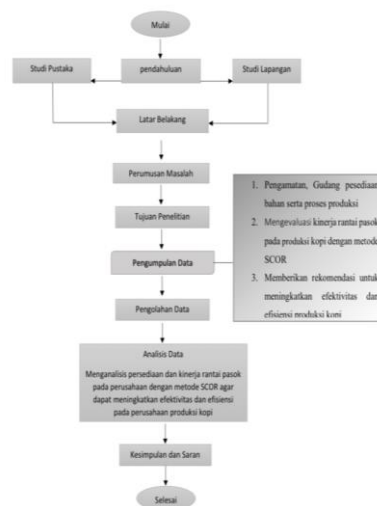 Mulai
Studi Pustaka
pendahuluan
Studi Lapangan
Latar Belakang
Perumusan Masalah
Tujuan Penelitian
Pengumpulan Data
1. Pengamatan, Gudang pesediaan
bahan serta proses produksi
2. Mengevaluasi kinerja rantai pasok
pada produksi kopi dengan metode
SCOR
3. Memberikan rekomendasi untuk
meningkatkan efektivitas dan
efisiensi produksi kopi
Pengolahan Data
Analisis Data
Menganalisis persediaan dan kinerja rantai pasok
pada perusahaan dengan metode SCOR agar
dapat meningkatkan efektivitas dan efisiensi
pada perusahaan produksi kopi
Kesimpulan dan Saran
Selesai